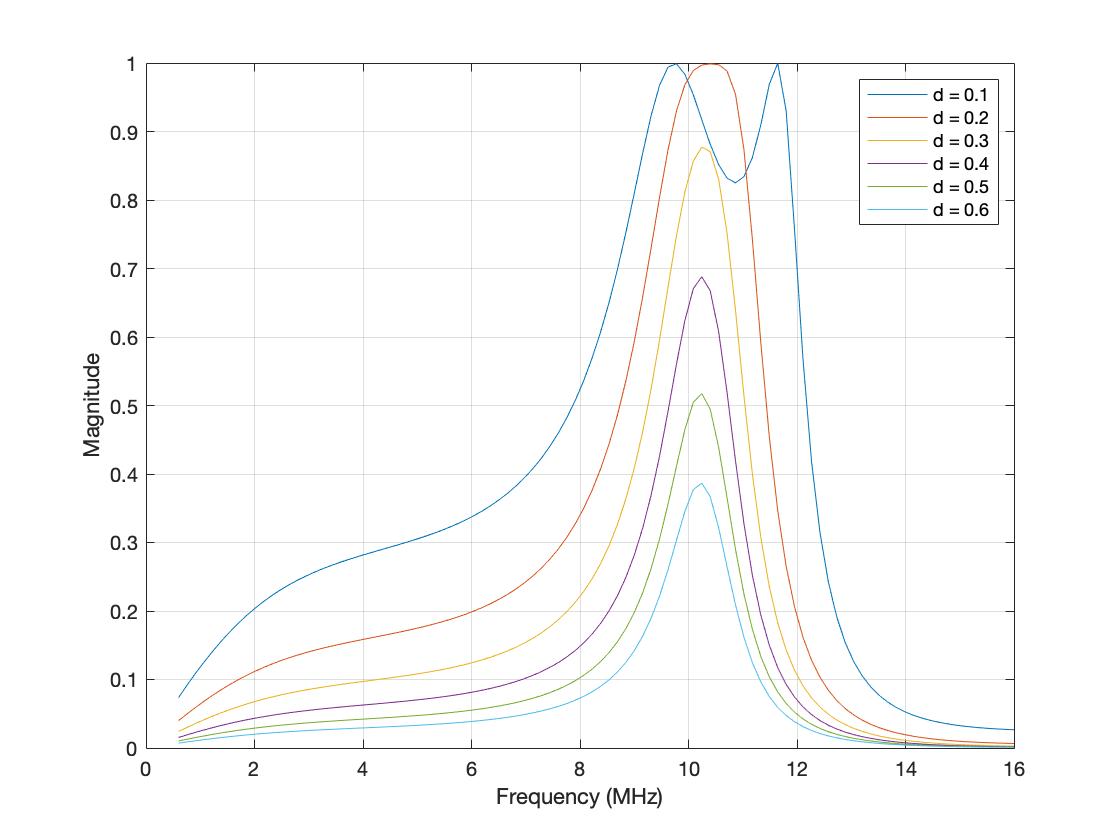 1
0.9
0.8
0.7
0.6
0.5
0.4
0.3
0.2
0.1
0
Magnitude
0 2 4 6 8 10 12 14 16
Frequency (MHz)
d = 0.1
d = 0.2
d = 0.3
d = 0.4
d = 0.5
d = 0.6